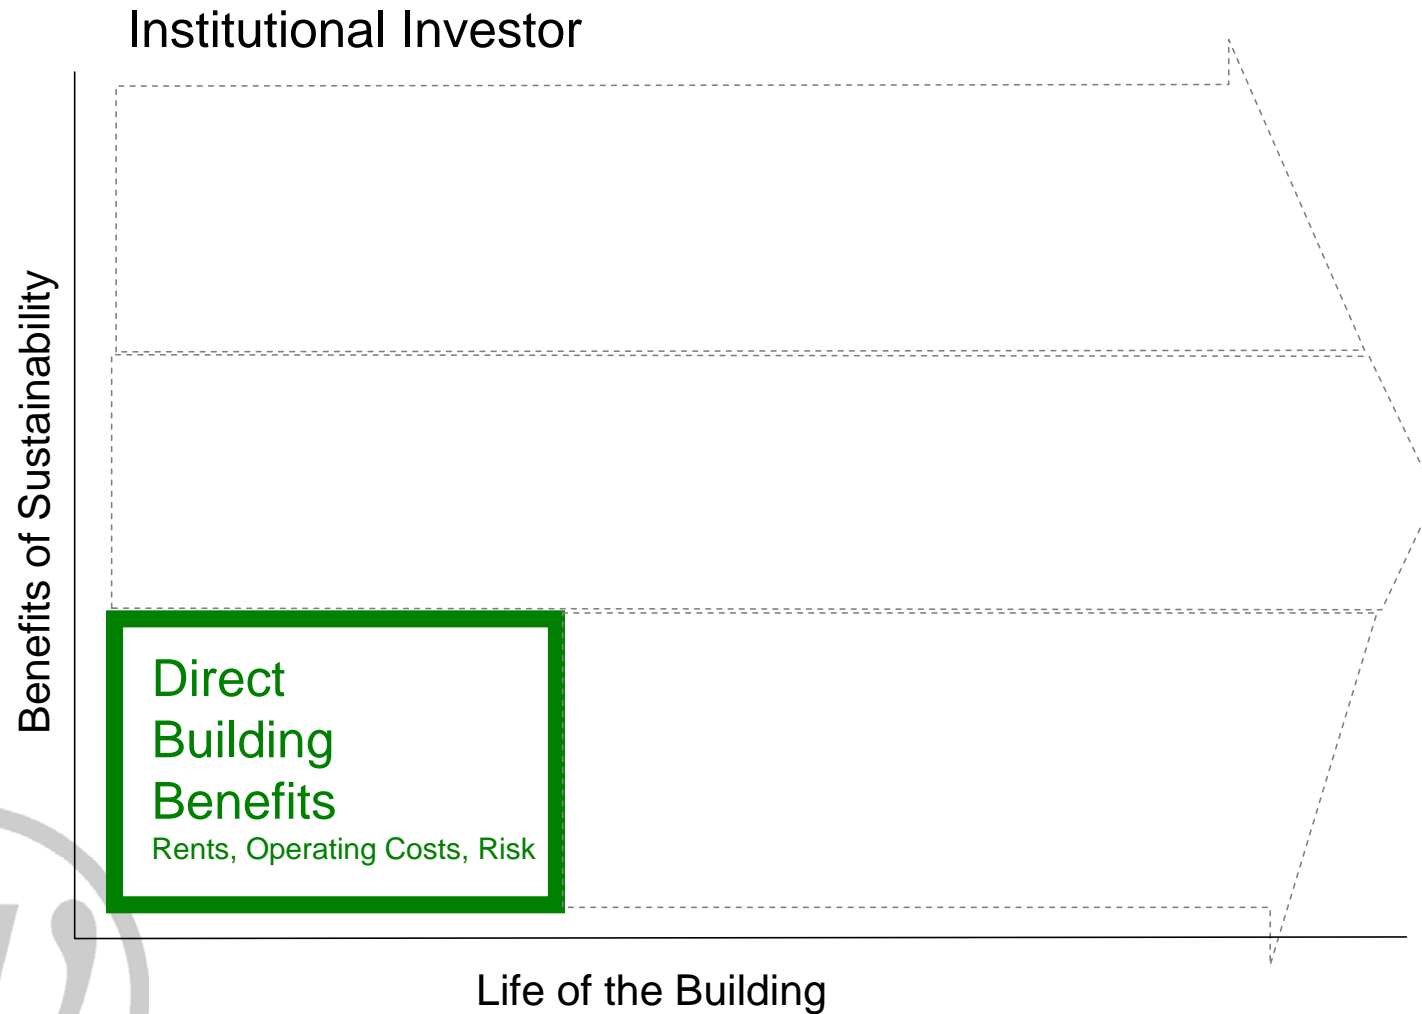 Institutional Investor
Benefits of Sustainability
Direct
Building
Benefits
Rents, Operating Costs, Risk
Life of the Building